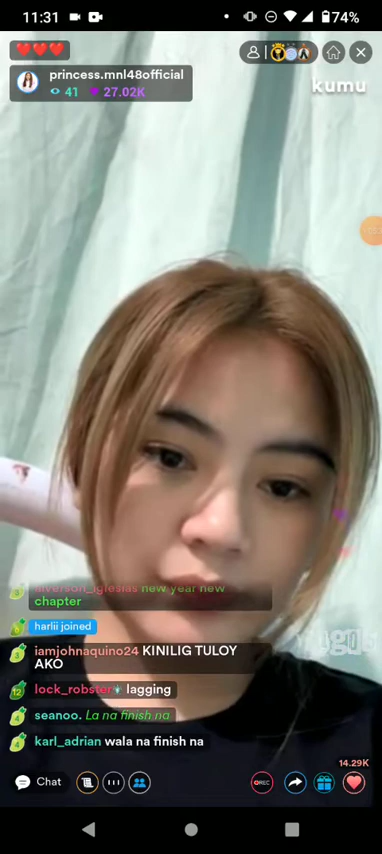 11:31
74%
princess.mnl48official
41 27.02K
kumu
new year new
chapter
harlii joined
iamjohnaquino24 KINILIG TULOY
AKO
lock_robster lagging
seanoo. La na finish na
karl_adrian wala na finish na
14.29K
Chat
REC